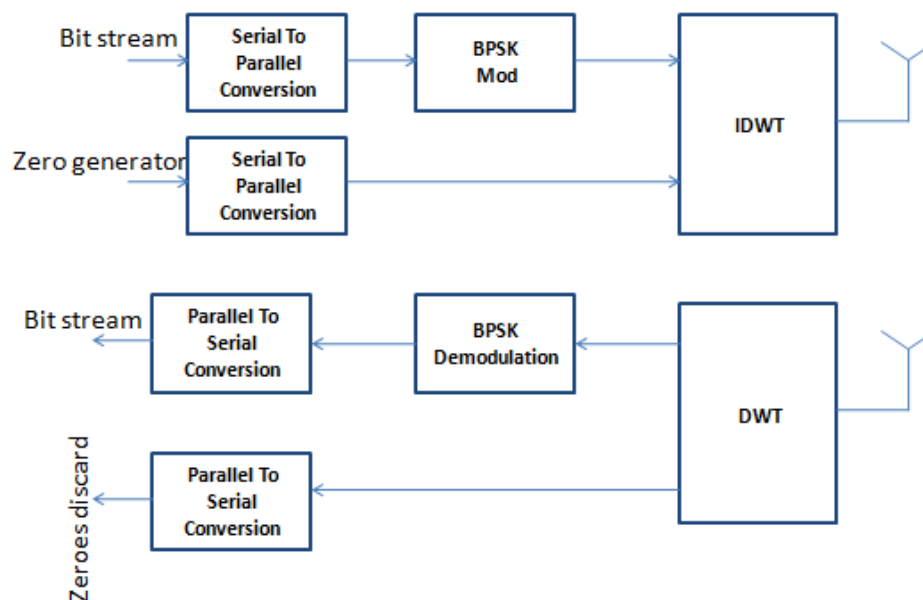 Bit stream
Serial To
Parallel
Conversion
BPSK
Mod
IDWT
Zero generator
Serial To
Parallel
Conversion
Bit stream
Parallel To
Serial
Conversion
BPSK
Demodulation
DWT
Zeroes discard
Parallel To
Serial
Conversion